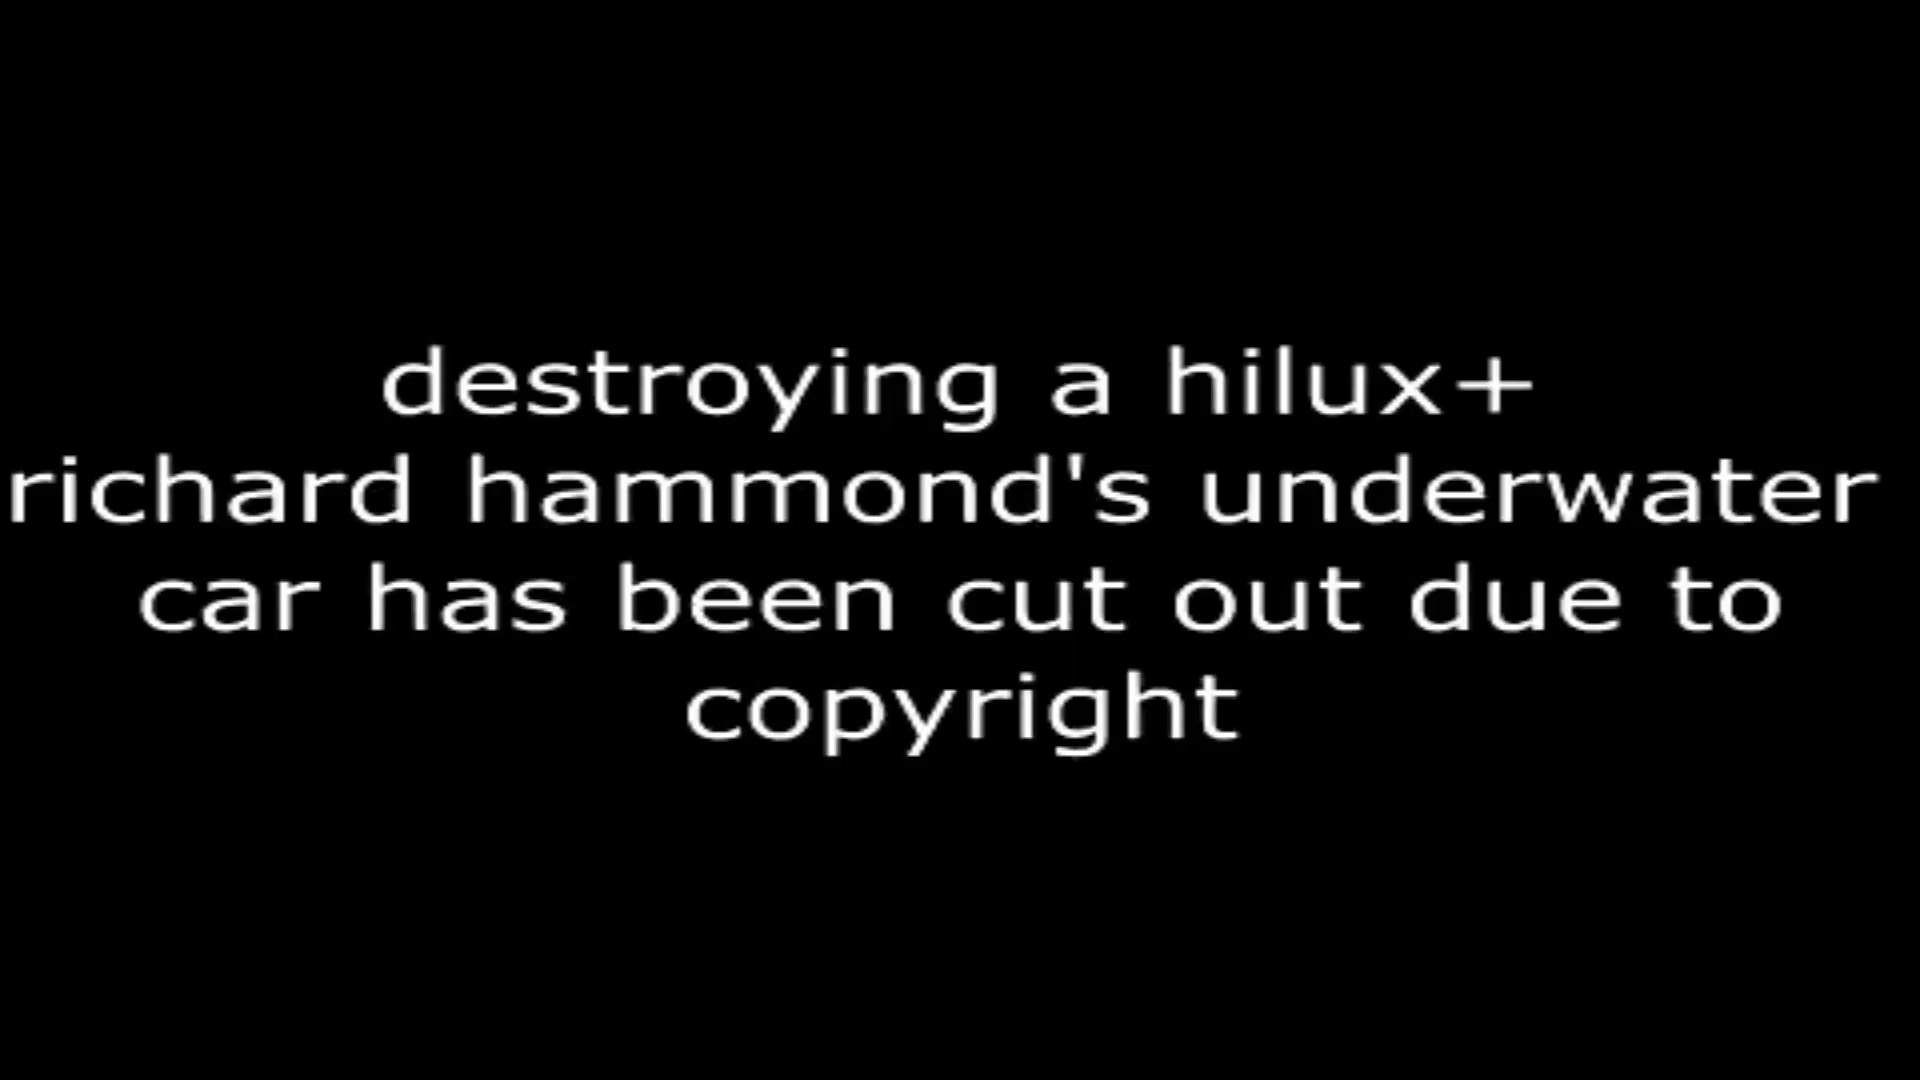 destroying a hilux+
richard hammond's underwater
car has been cut out due to
copyright